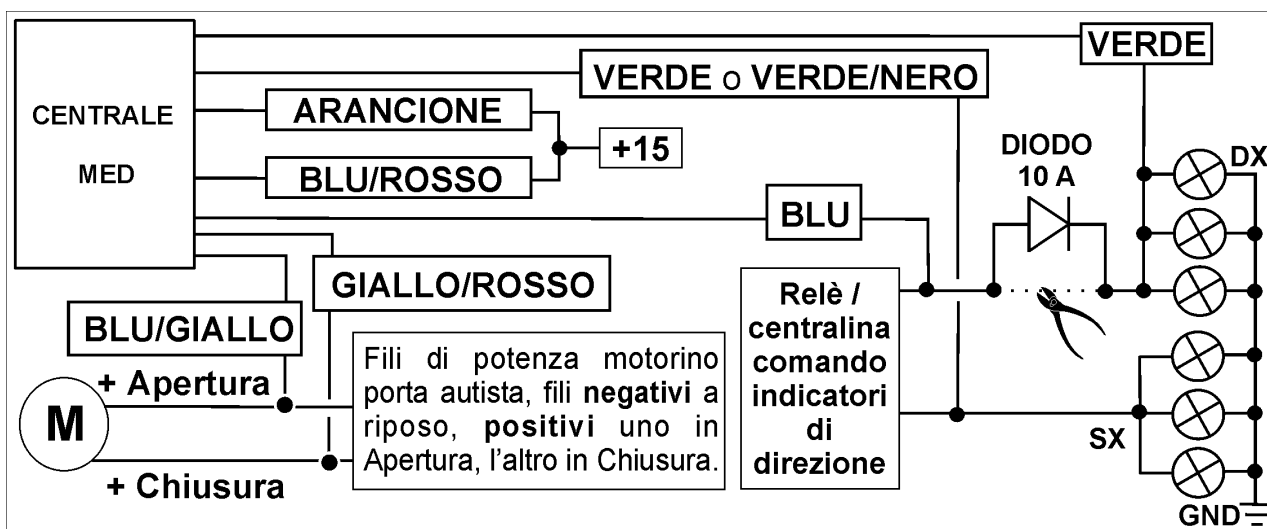 VERDE
CENTRALE
MED
VERDE o VERDE/NERO
ARANCIONE
+15
BLU/ROSSO
DIODO
10 A
DX
BLU
GIALLO/ROSSO
BLU/GIALLO
Relè /
centralina
comando
indicatori
di
direzione
+ Apertura
M
+ Chiusura
Fili di potenza motorino
porta autista, fili negativi a
riposo, positivi uno in
Apertura, l'altro in Chiusura.
SX
GND